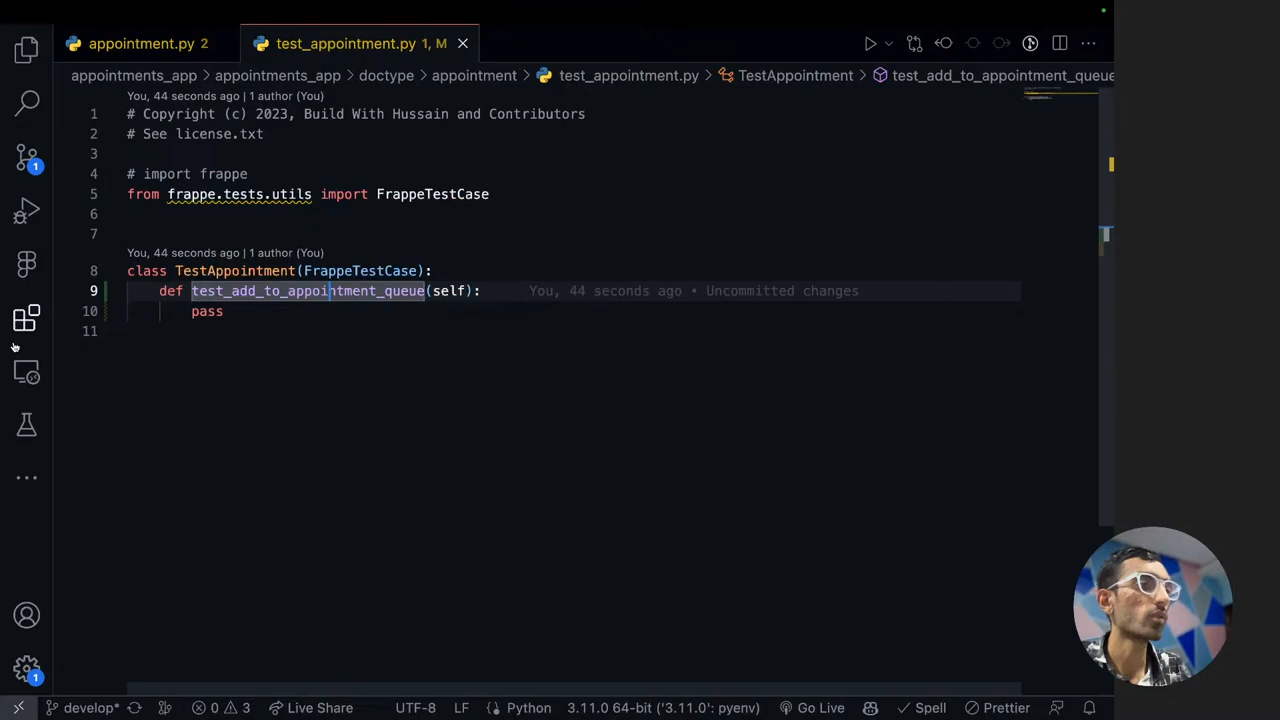 appointment.py 2
test_appointment.py 1, M
appointments_app > appointments_app > doctype > appointment > test_appointment.py > TestAppointment > test_add_to_appointment_queue
You, 44 seconds ago | 1 author (You)
1 # Copyright (c) 2023, Build With Hussain and Contributors
2 # See license.txt
3
4 # import frappe
5 from frappe.tests.utils import FrappeTestCase
6
7
You, 44 seconds ago | 1 author (You)
8 class TestAppointment(FrappeTestCase):
9 def test_add_to_appointment_queue(self): You, 44 seconds ago • Uncommitted changes
10 pass
11
1
1
develop* 0 3 Live Share UTF-8 LF Python 3.11.0 64-bit ('3.11.0': pyenv) Go Live Spell Prettier